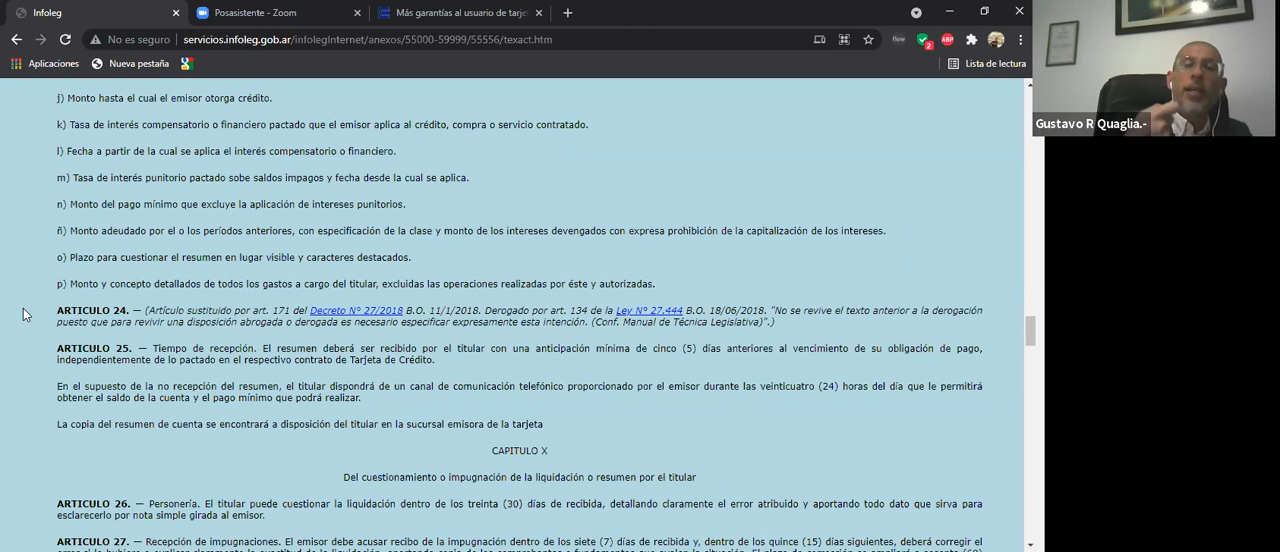 Infoleg
Posasistente - Zoom
Más garantías al usuario de tarje
No es seguro
servicios.infoleg.gob.ar/infolegInternet/anexos/55000-59999/55556/texact.htm
flow
2
ABP
Aplicaciones
Nueva pestaña
Lista de lectura
j) Monto hasta el cual el emisor otorga crédito.
k) Tasa de interés compensatorio o financiero pactado que el emisor aplica al crédito, compra o servicio contratado.
l) Fecha a partir de la cual se aplica el interés compensatorio o financiero.
m) Tasa de interés punitorio pactado sobe saldos impagos y fecha desde la cual se aplica.
n) Monto del pago mínimo que excluye la aplicación de intereses punitorios.
ñ) Monto adeudado por el o los períodos anteriores, con especificación de la clase y monto de los intereses devengados con expresa prohibición de la capitalización de los intereses.
o) Plazo para cuestionar el resumen en lugar visible y caracteres destacados.
p) Monto y concepto detallados de todos los gastos a cargo del titular, excluidas las operaciones realizadas por éste y autorizadas.
ARTICULO 24. — (Artículo sustituido por art. 171 del Decreto N° 27/2018 B.O. 11/1/2018. Derogado por art. 134 de la Ley N° 27.444 B.O. 18/06/2018. "No se revive el texto anterior a la derogación
puesto que para revivir una disposición abrogada o derogada es necesario especificar expresamente esta intención. (Conf. Manual de Técnica Legislativa)".)
ARTICULO 25. — Tiempo de recepción. El resumen deberá ser recibido por el titular con una anticipación mínima de cinco (5) días anteriores al vencimiento de su obligación de pago,
independientemente de lo pactado en el respectivo contrato de Tarjeta de Crédito.
En el supuesto de la no recepción del resumen, el titular dispondrá de un canal de comunicación telefónico proporcionado por el emisor durante las veinticuatro (24) horas del día que le permitirá
obtener el saldo de la cuenta y el pago mínimo que podrá realizar.
La copia del resumen de cuenta se encontrará a disposición del titular en la sucursal emisora de la tarjeta
CAPITULO X
Del cuestionamiento o impugnación de la liquidación o resumen por el titular
ARTICULO 26. — Personería. El titular puede cuestionar la liquidación dentro de los treinta (30) días de recibida, detallando claramente el error atribuido y aportando todo dato que sirva para
esclarecerlo por nota simple girada al emisor.
ARTICULO 27. — Recepción de impugnaciones. El emisor debe acusar recibo de la impugnación dentro de los siete (7) días de recibida y, dentro de los quince (15) días siguientes, deberá corregir el
Gustavo R Quaglia.-